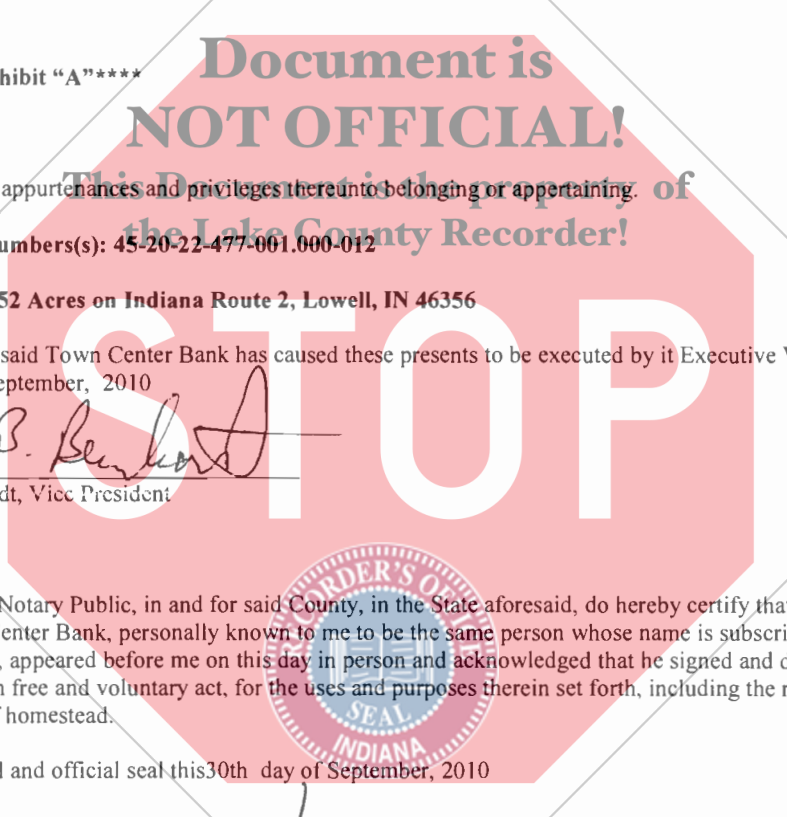 Document is
hibit “A”****
NOT OFFICIAL!
appurtenances and privileges thereunto belonging or appertaining.
This Document is the property of
the Lake County Recorder!
umbers(s): 45-20-22-477-001.000-012
52 Acres on Indiana Route 2, Lowell, IN 46356
STOP
said Town Center Bank has caused these presents to be executed by it Executive V
eptember, 2010
B.
dt, Vice President
RECORDER'S OFFICE
Notary Public, in and for said County, in the State aforesaid, do hereby certify tha
enter Bank, personally known to me to be the same person whose name is subscri
, appeared before me on this day in person and acknowledged that he signed and d
free and voluntary act, for the uses and purposes therein set forth, including the r
homestead.
SEAL
INDIANA
l and official seal this30th day of September, 2010